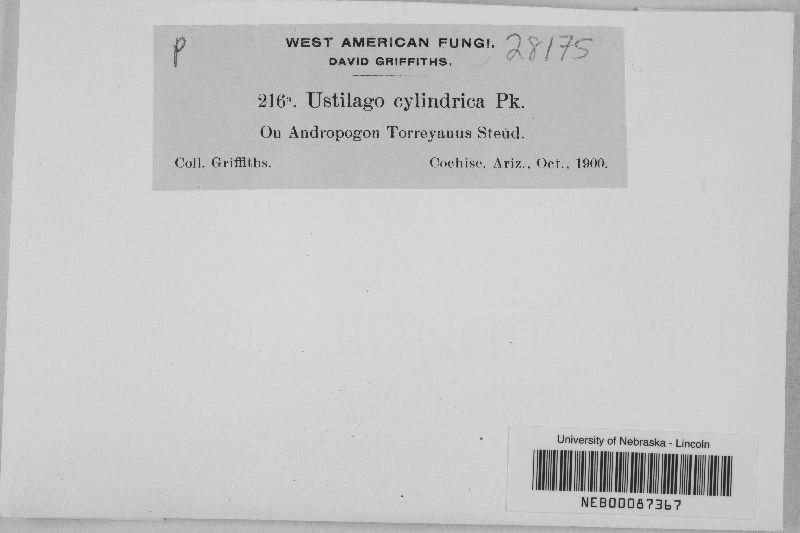 P
WEST AMERICAN FUNGI.
28175
DAVID GRIFFITHS.
216a. Ustilago cylindrica Pk.
On Andropogon Torreyanus Steud.
Coll. Griffiths.
Cochise, Ariz., Oct., 1900.
University of Nebraska - Lincoln
NEB00087367